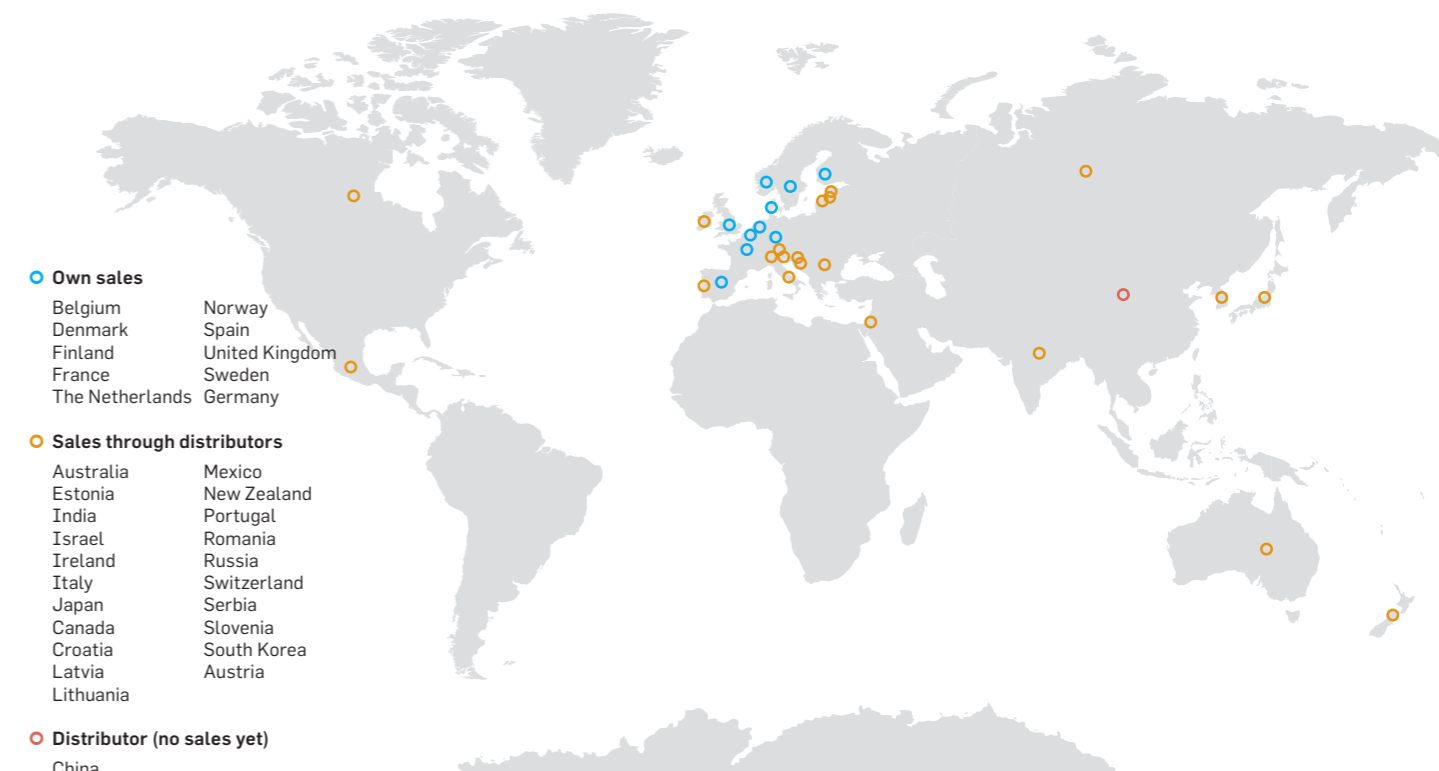 Own sales
Belgium
Denmark
Finland
France
The Netherlands
Norway
Spain
United Kingdom
Sweden
Germany
Sales through distributors
Australia
Estonia
India
Israel
Ireland
Italy
Japan
Canada
Croatia
Latvia
Lithuania
Mexico
New Zealand
Portugal
Romania
Russia
Switzerland
Serbia
Slovenia
South Korea
Austria
Distributor (no sales yet)
China